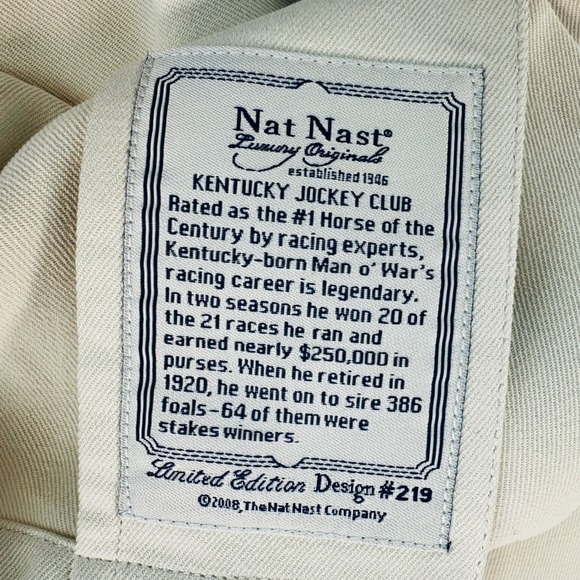 Nat Nast®
Luxury Originals
established 1946
KENTUCKY JOCKEY CLUB
Rated as the #1 Horse of the
Century by racing experts,
Kentucky-born Man o' War's
racing career is legendary.
In two seasons he won 20 of
the 21 races he ran and
earned nearly $250,000 in
purses. When he retired in
1920, he went on to sire 386
foals-64 of them were
stakes winners.
Limited Edition Design #219
©2008, The Nat Nast Company